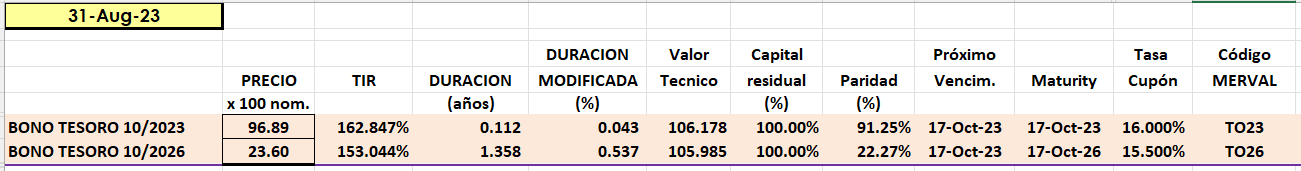 31-Aug-23
DURACION Valor Capital Próximo Tasa Código
PRECIO TIR DURACION MODIFICADA Tecnico residual Paridad Vencim. Maturity Cupón MERVAL
x 100 nom. (años) (%) (%) (%)
BONO TESORO 10/2023 96.89 162.847% 0.112 0.043 106.178 100.00% 91.25% 17-Oct-23 17-Oct-23 16.000% TO23
BONO TESORO 10/2026 23.60 153.044% 1.358 0.537 105.985 100.00% 22.27% 17-Oct-23 17-Oct-26 15.500% TO26